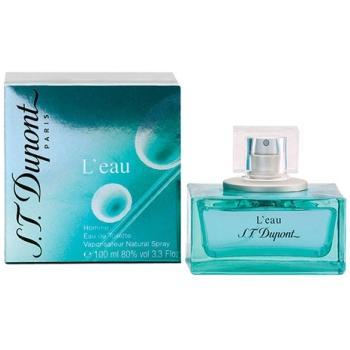 S.T. Dupont
PARIS
L'eau
Homme
Eau de Toilette
Vaporisateur Natural Spray
e 100 ml 80% vol 3.3 Fl.oz
L'eau
S.T. Dupont